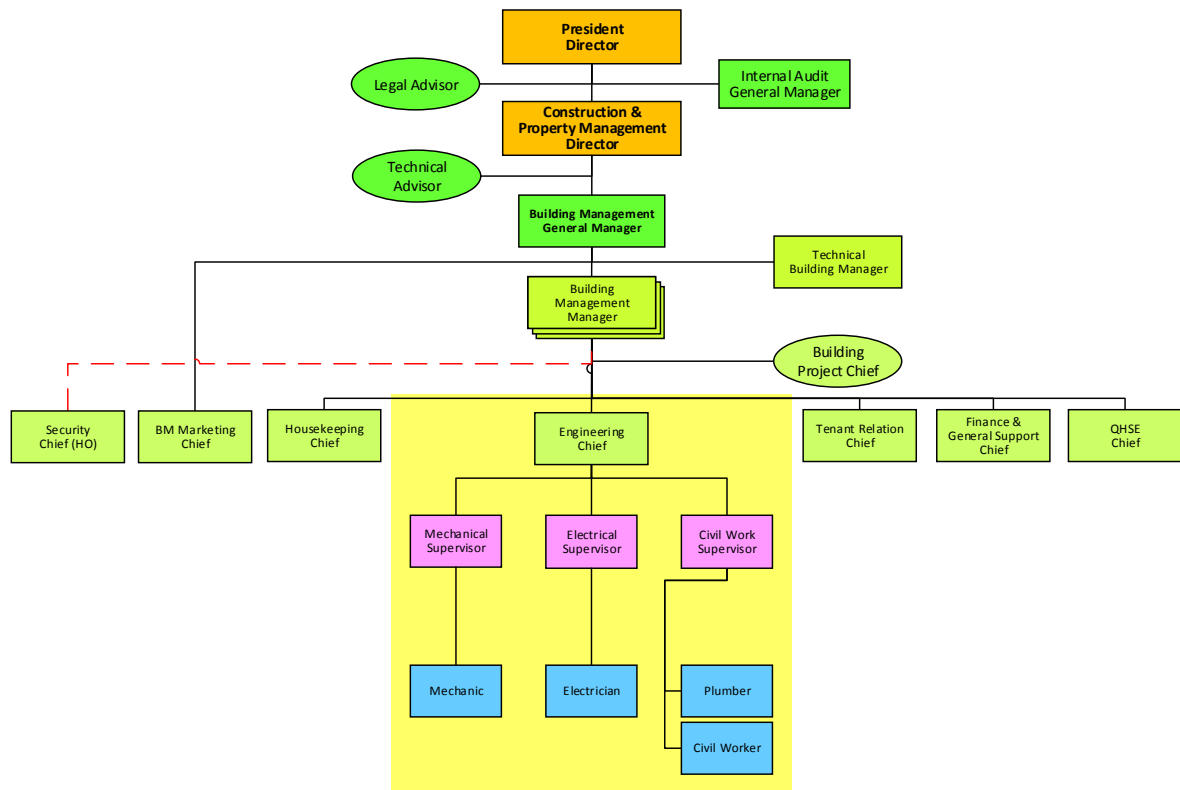 President
Director
Legal Advisor
Internal Audit
General Manager
Construction &
Property Management
Director
Technical
Advisor
Building Management
General Manager
Technical
Building Manager
Building
Management
Manager
Building
Project Chief
Security
Chief (HO)
BM Marketing
Chief
Housekeeping
Chief
Engineering
Chief
Tenant Relation
Chief
Finance &
General Support
Chief
QHSE
Chief
Mechanical
Supervisor
Electrical
Supervisor
Civil Work
Supervisor
Mechanic
Electrician
Plumber
Civil Worker